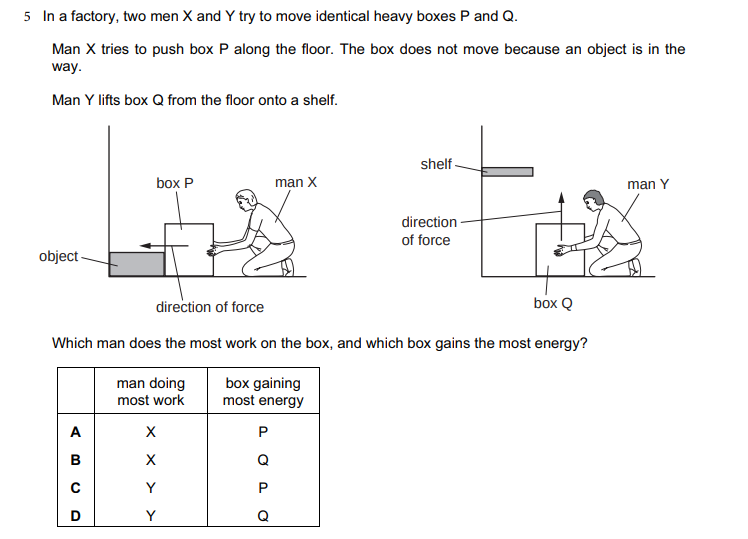 5 In a factory, two men X and Y try to move identical heavy boxes P and Q.
Man X tries to push box P along the floor. The box does not move because an object is in the
way.
Man Y lifts box Q from the floor onto a shelf.
box P
man X
object
direction of force
shelf
man Y
direction
of force
box Q
Which man does the most work on the box, and which box gains the most energy?
man doing
most work
box gaining
most energy
A X P
B X Q
C Y P
D Y Q